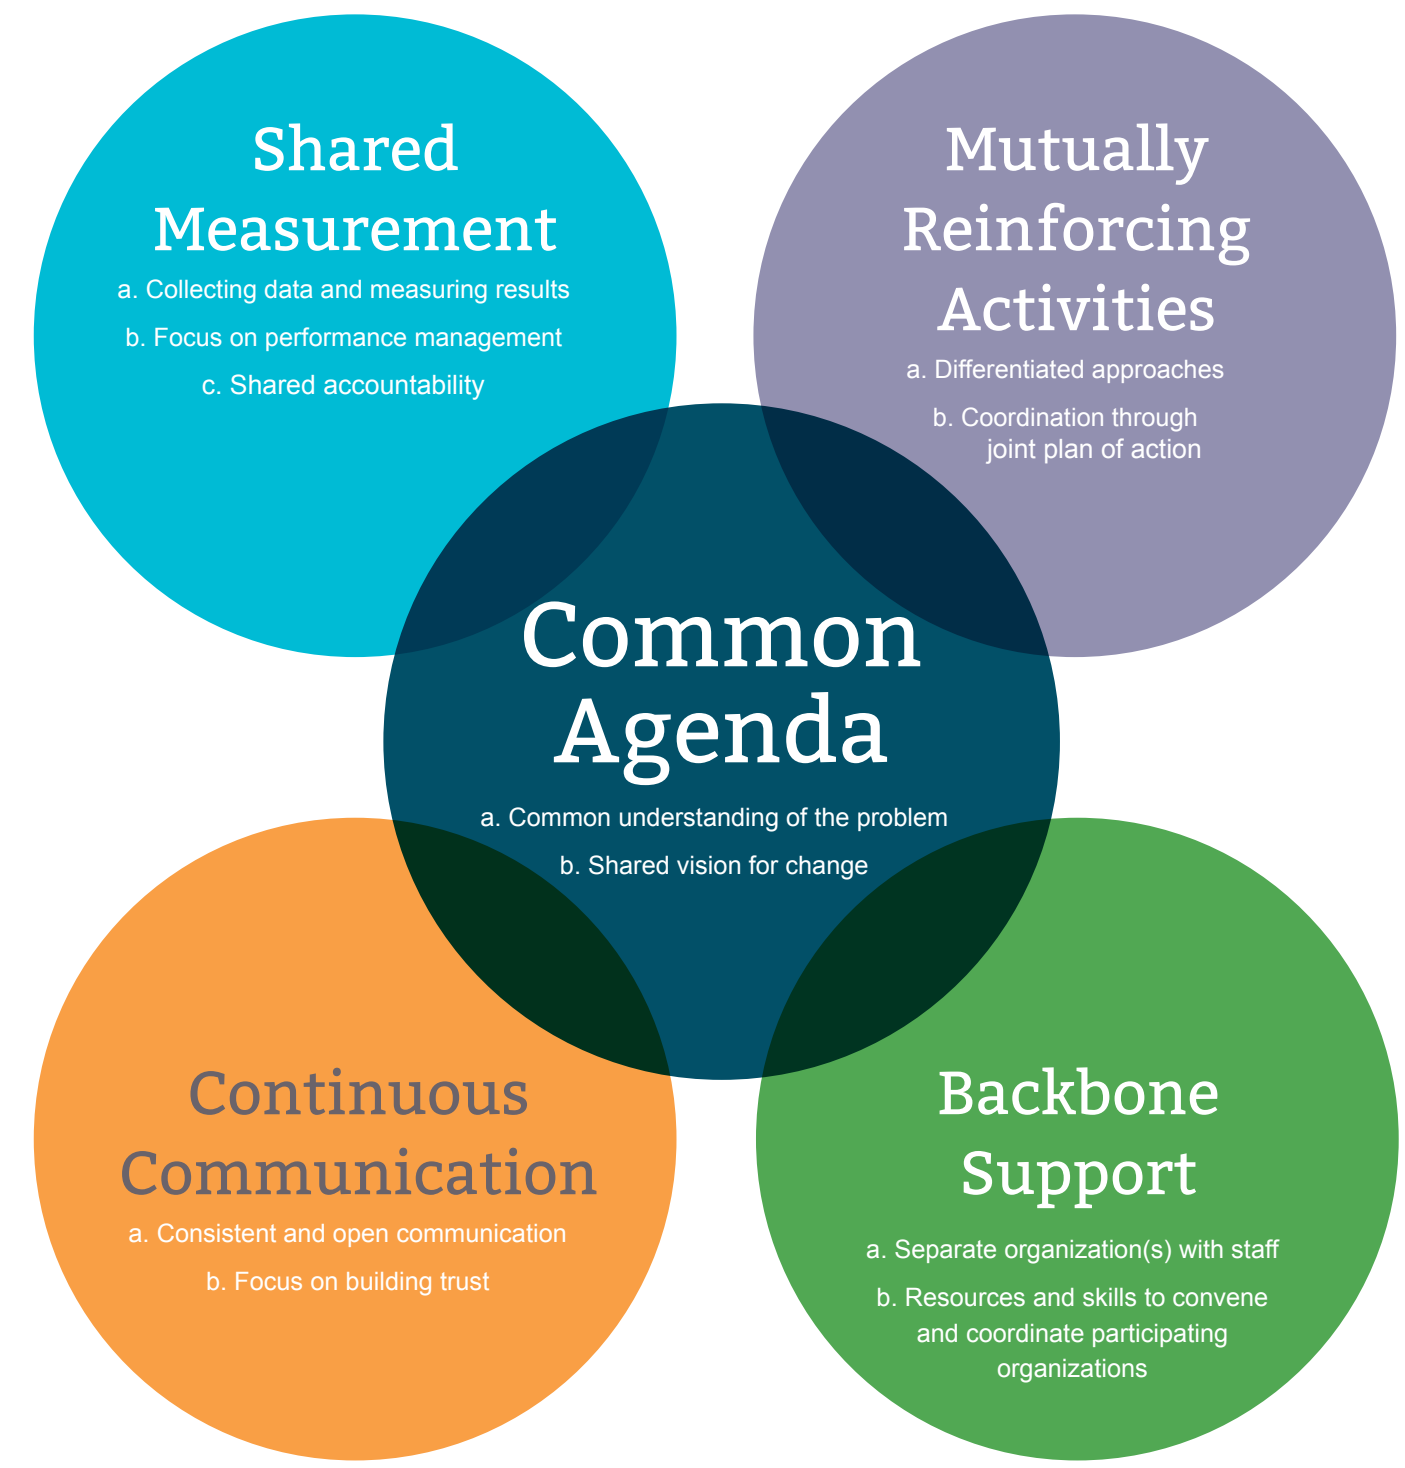 Shared
Measurement
a. Collecting data and measuring results
b. Focus on performance management
c. Shared accountability
Mutually
Reinforcing
Activities
a. Differentiated approaches
b. Coordination through
joint plan of action
Common
Agenda
a. Common understanding of the problem
b. Shared vision for change
Continuous
Communication
a. Consistent and open communication
b. Focus on building trust
Backbone
Support
a. Separate organization(s) with staff
b. Resources and skills to convene
and coordinate participating
organizations